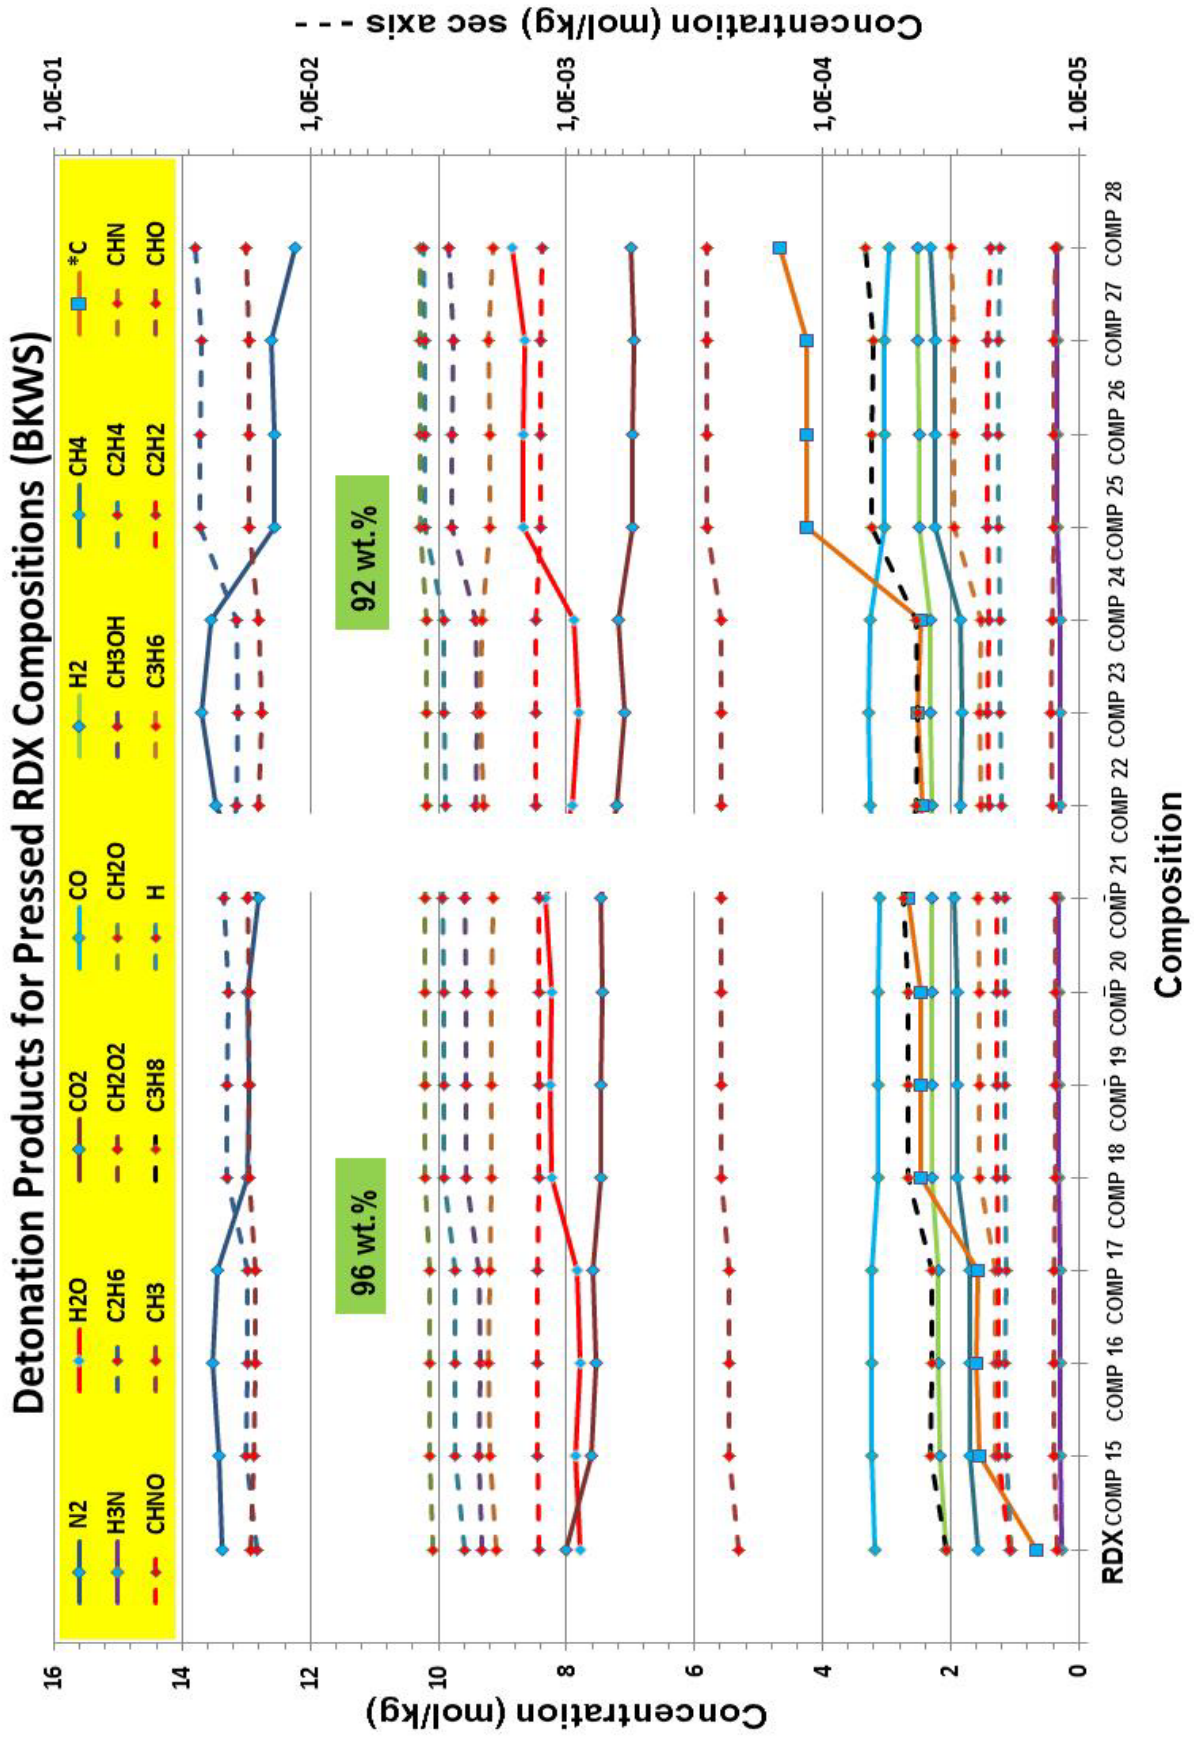 Detonation Products for Pressed RDX Compositions (BKWS)
N2 H2O CO2 CO H2 CH4 *C
H3N C2H6 CH2O2 CH2O CH3OH C2H4 CHN
CHNO CH3 C3H8 H C3H6 C2H2 CHO
Concentration (mol/kg)
16
14
12
10
8
6
4
2
0
96 wt.%
92 wt.%
1,0E-01
1,0E-02
1,0E-03
1,0E-04
1.0E-05
Concentration (mol/kg) sec axis - - - -
RDX COMP 15 COMP 16 COMP 17 COMP 18 COMP 19 COMP 20 COMP 21 COMP 22 COMP 23 COMP 24 COMP 25 COMP 26 COMP 27 COMP 28
Composition